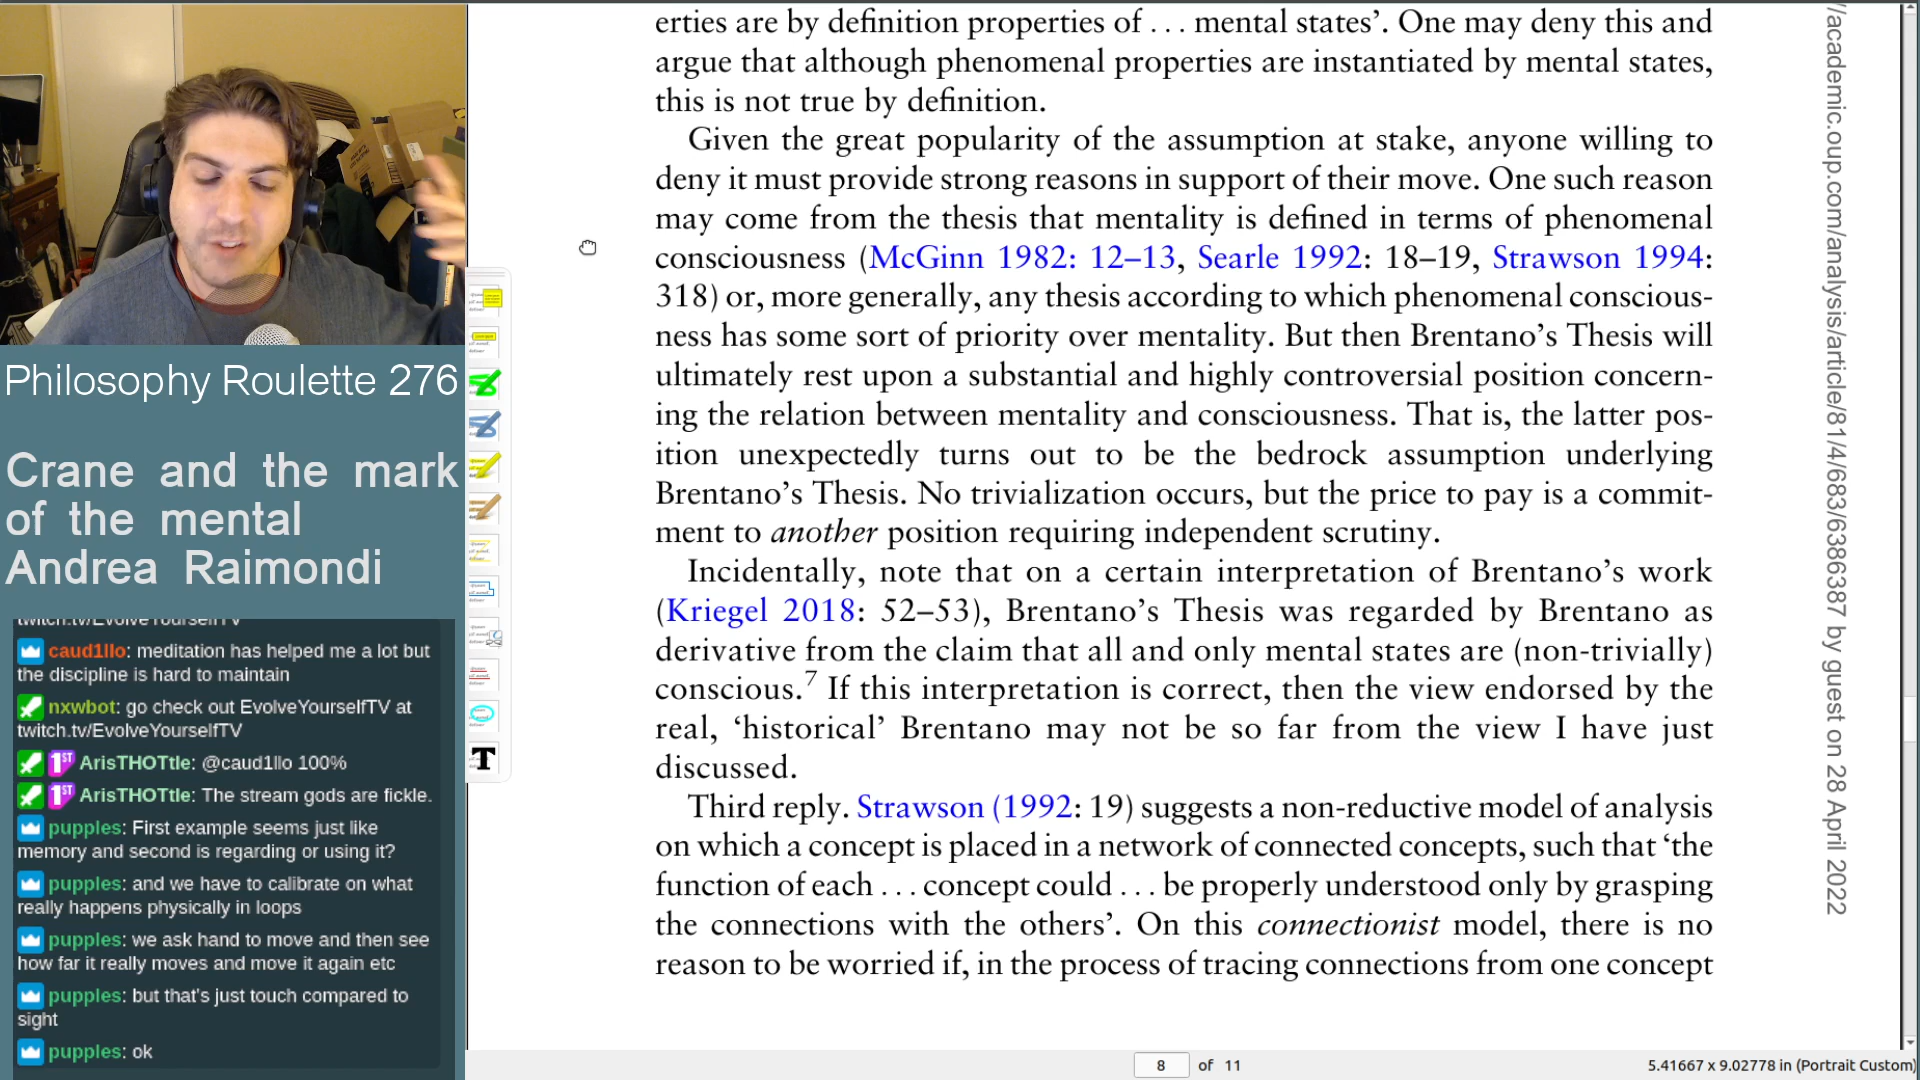 Philosophy Roulette 276
Crane and the mark
of the mental
Andrea Raimondi
caud1llo: meditation has helped me a lot but
the discipline is hard to maintain
nxwbot: go check out EvolveYourselfTV at
twitch.tv/EvolveYourselfTV
1ST ArisTHOTtle: @caud1llo 100%
1ST ArisTHOTtle: The stream gods are fickle.
pupples: First example seems just like
memory and second is regarding or using it?
pupples: and we have to calibrate on what
really happens physically in loops
pupples: we ask hand to move and then see
how far it really moves and move it again etc
pupples: but that's just touch compared to
sight
pupples: ok
T
erties are by definition properties of . . . mental states’. One may deny this and
argue that although phenomenal properties are instantiated by mental states,
this is not true by definition.
Given the great popularity of the assumption at stake, anyone willing to
deny it must provide strong reasons in support of their move. One such reason
may come from the thesis that mentality is defined in terms of phenomenal
consciousness (McGinn 1982: 12–13, Searle 1992: 18–19, Strawson 1994:
318) or, more generally, any thesis according to which phenomenal conscious-
ness has some sort of priority over mentality. But then Brentano’s Thesis will
ultimately rest upon a substantial and highly controversial position concern-
ing the relation between mentality and consciousness. That is, the latter pos-
ition unexpectedly turns out to be the bedrock assumption underlying
Brentano’s Thesis. No trivialization occurs, but the price to pay is a commit-
ment to another position requiring independent scrutiny.
Incidentally, note that on a certain interpretation of Brentano’s work
(Kriegel 2018: 52–53), Brentano’s Thesis was regarded by Brentano as
derivative from the claim that all and only mental states are (non-trivially)
conscious.7 If this interpretation is correct, then the view endorsed by the
real, ‘historical’ Brentano may not be so far from the view I have just
discussed.
Third reply. Strawson (1992: 19) suggests a non-reductive model of analysis
on which a concept is placed in a network of connected concepts, such that ‘the
function of each . . . concept could . . . be properly understood only by grasping
the connections with the others’. On this connectionist model, there is no
reason to be worried if, in the process of tracing connections from one concept
//academic.oup.com/analysis/article/81/4/683/6386387 by guest on 28 April 2022
8 of 11
5.41667 x 9.02778 in (Portrait Custom)